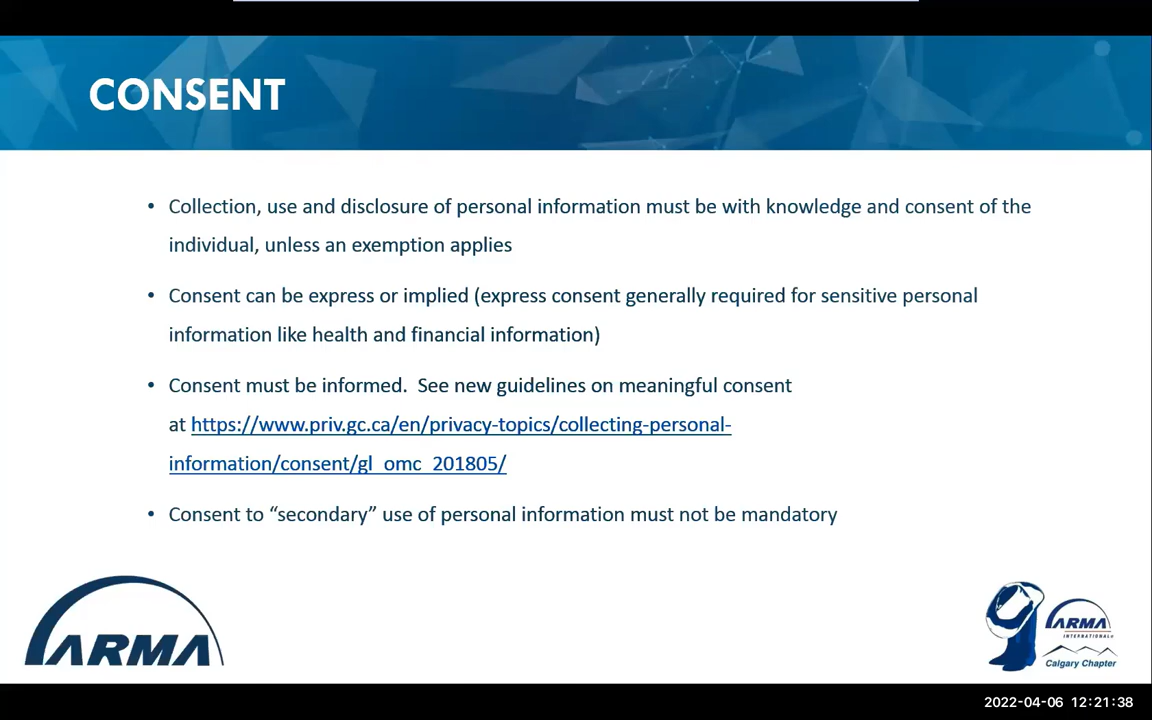 CONSENT
• Collection, use and disclosure of personal information must be with knowledge and consent of the
individual, unless an exemption applies
• Consent can be express or implied (express consent generally required for sensitive personal
information like health and financial information)
• Consent must be informed.  See new guidelines on meaningful consent
at https://www.priv.gc.ca/en/privacy-topics/collecting-personal-
information/consent/gl_omc_201805/
• Consent to “secondary” use of personal information must not be mandatory
ARMA
ARMA
INTERNATIONAL®
Calgary Chapter
2022-04-06 12:21:38